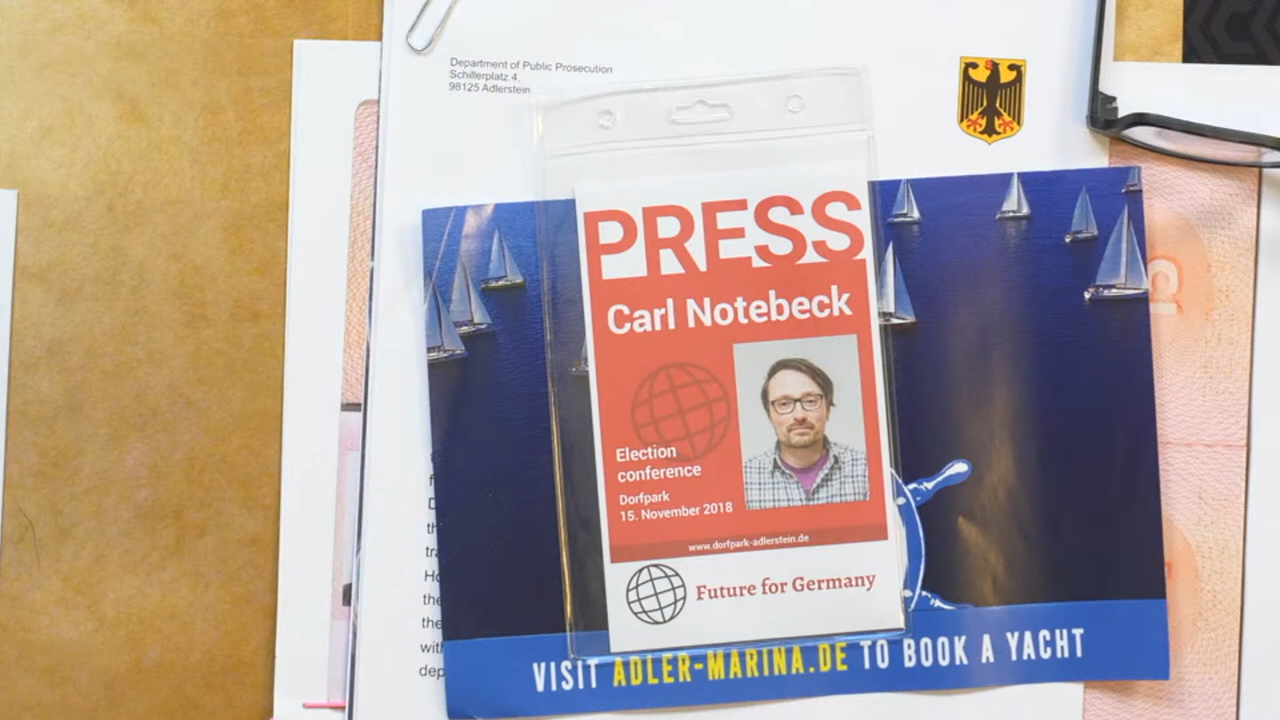 Department of Public Prosecution
Schillerplatz 4,
98125 Adlerstein
PRESS
Carl Notebeck
Election
conference
Dorfpark
15. November 2018
www.dorfpark-adlerstein.de
Future for Germany
VISIT ADLER-MARINA.DE TO BOOK A YACHT